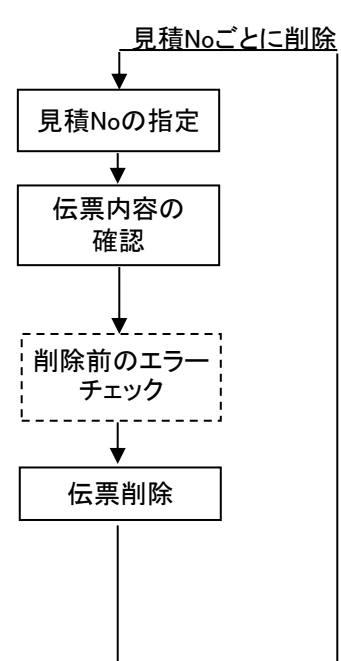 見積Noごとに削除
見積Noの指定
伝票内容の
確認
削除前のエラー
チェック
伝票削除